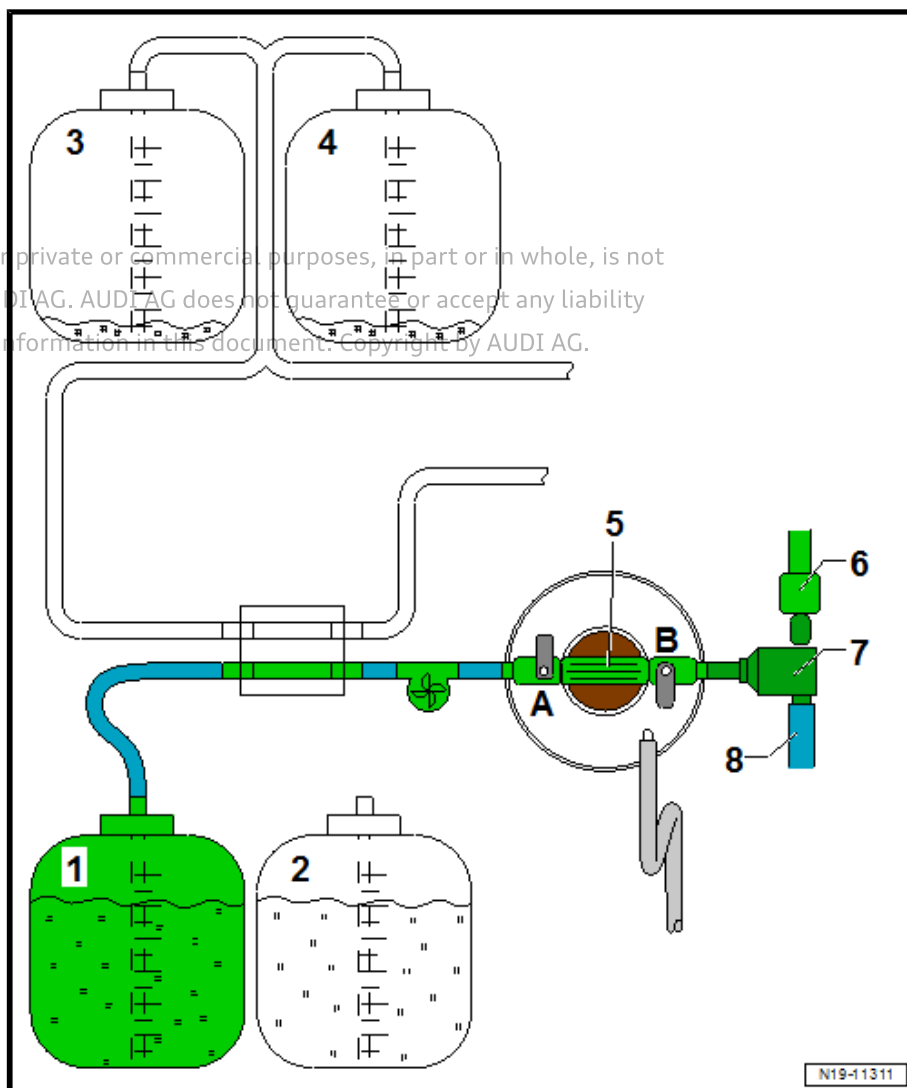 3
4
r private or commercial purposes, in part or in whole, is not
DI AG. AUDI AG does not guarantee or accept any liability
nformation in this document. Copyright by AUDI AG.
5
6
B
7
A
8
1
2
N19-11311